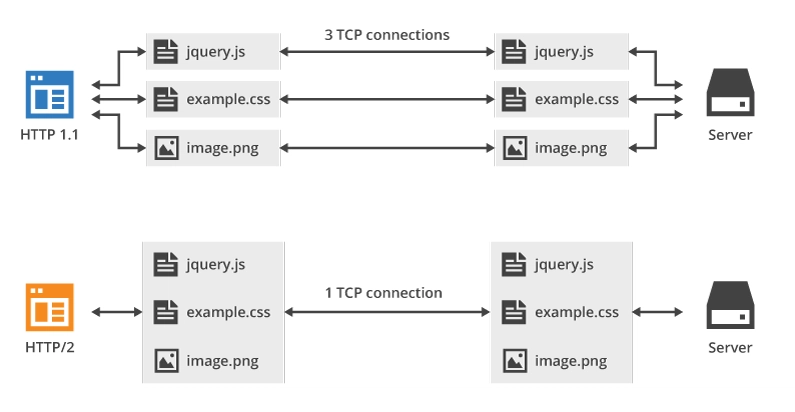 3 TCP connections
jquery.js jquery.js
example.css example.css
HTTP 1.1 Server
image.png image.png
jquery.js jquery.js
1 TCP connection
example.css example.css
HTTP/2 Server
image.png image.png